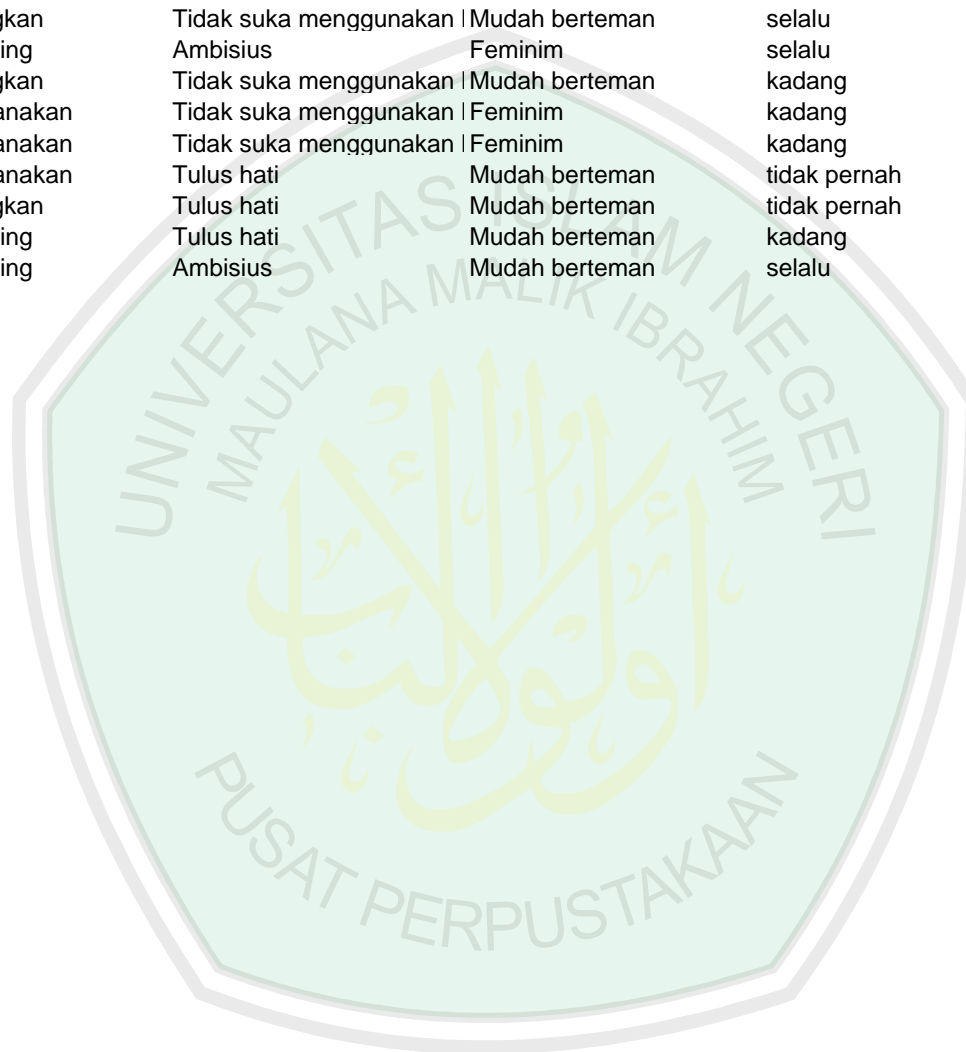 gkan Tidak suka menggunakan Mudah berteman selalu
ing Ambisius Feminim selalu
gkan Tidak suka menggunakan Mudah berteman kadang
anakan Tidak suka menggunakan Feminim kadang
anakan Tidak suka menggunakan Feminim kadang
anakan Tulus hati Mudah berteman tidak pernah
gkan Tulus hati Mudah berteman tidak pernah
ing Tulus hati Mudah berteman kadang
ing Ambisius Mudah berteman selalu
UNIVERSITAS ISLAM NEGERI
MAULANA MALIK IBRAHIM
أولوا الألباب
PUSAT PERPUSTAKAAN